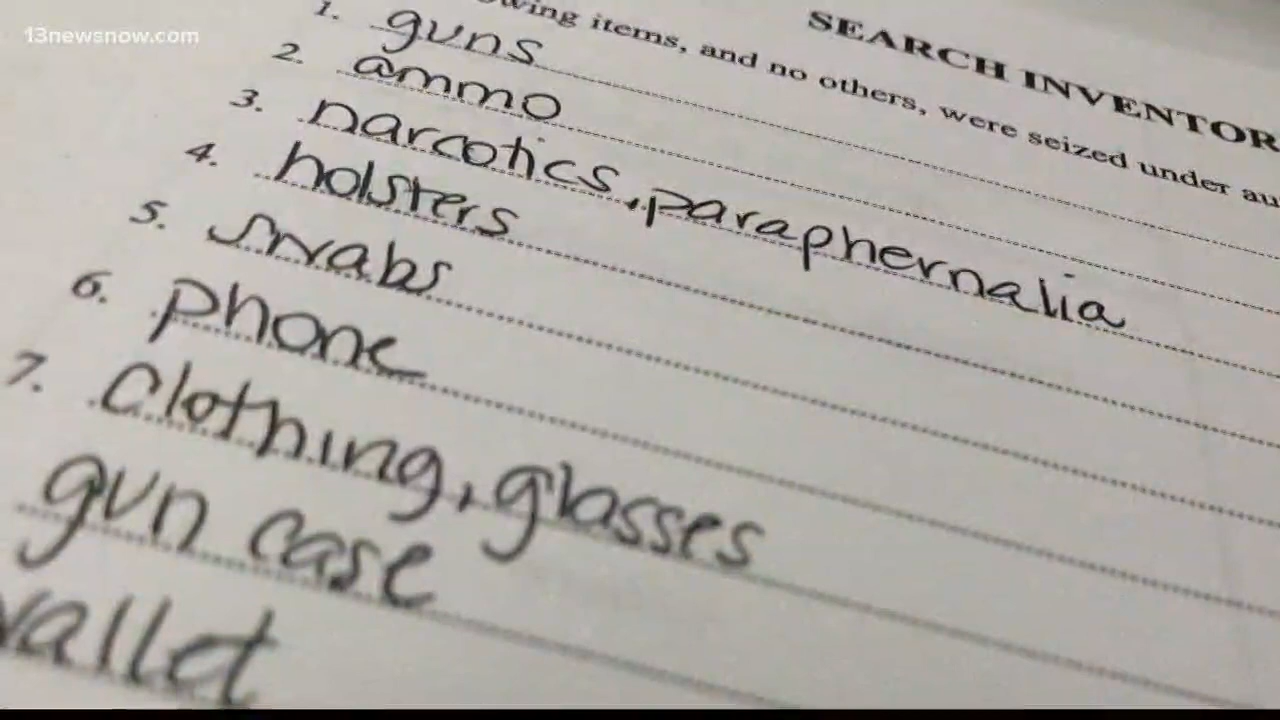 13newsnow.com
SEARCH INVENTOR
wing items, and no others, were seized under au
1. guns
2. ammo
3. narcotics, paraphernalia
4. holsters
5. swabs
6. phone
7. Clothing, glasses
gun case
wallet